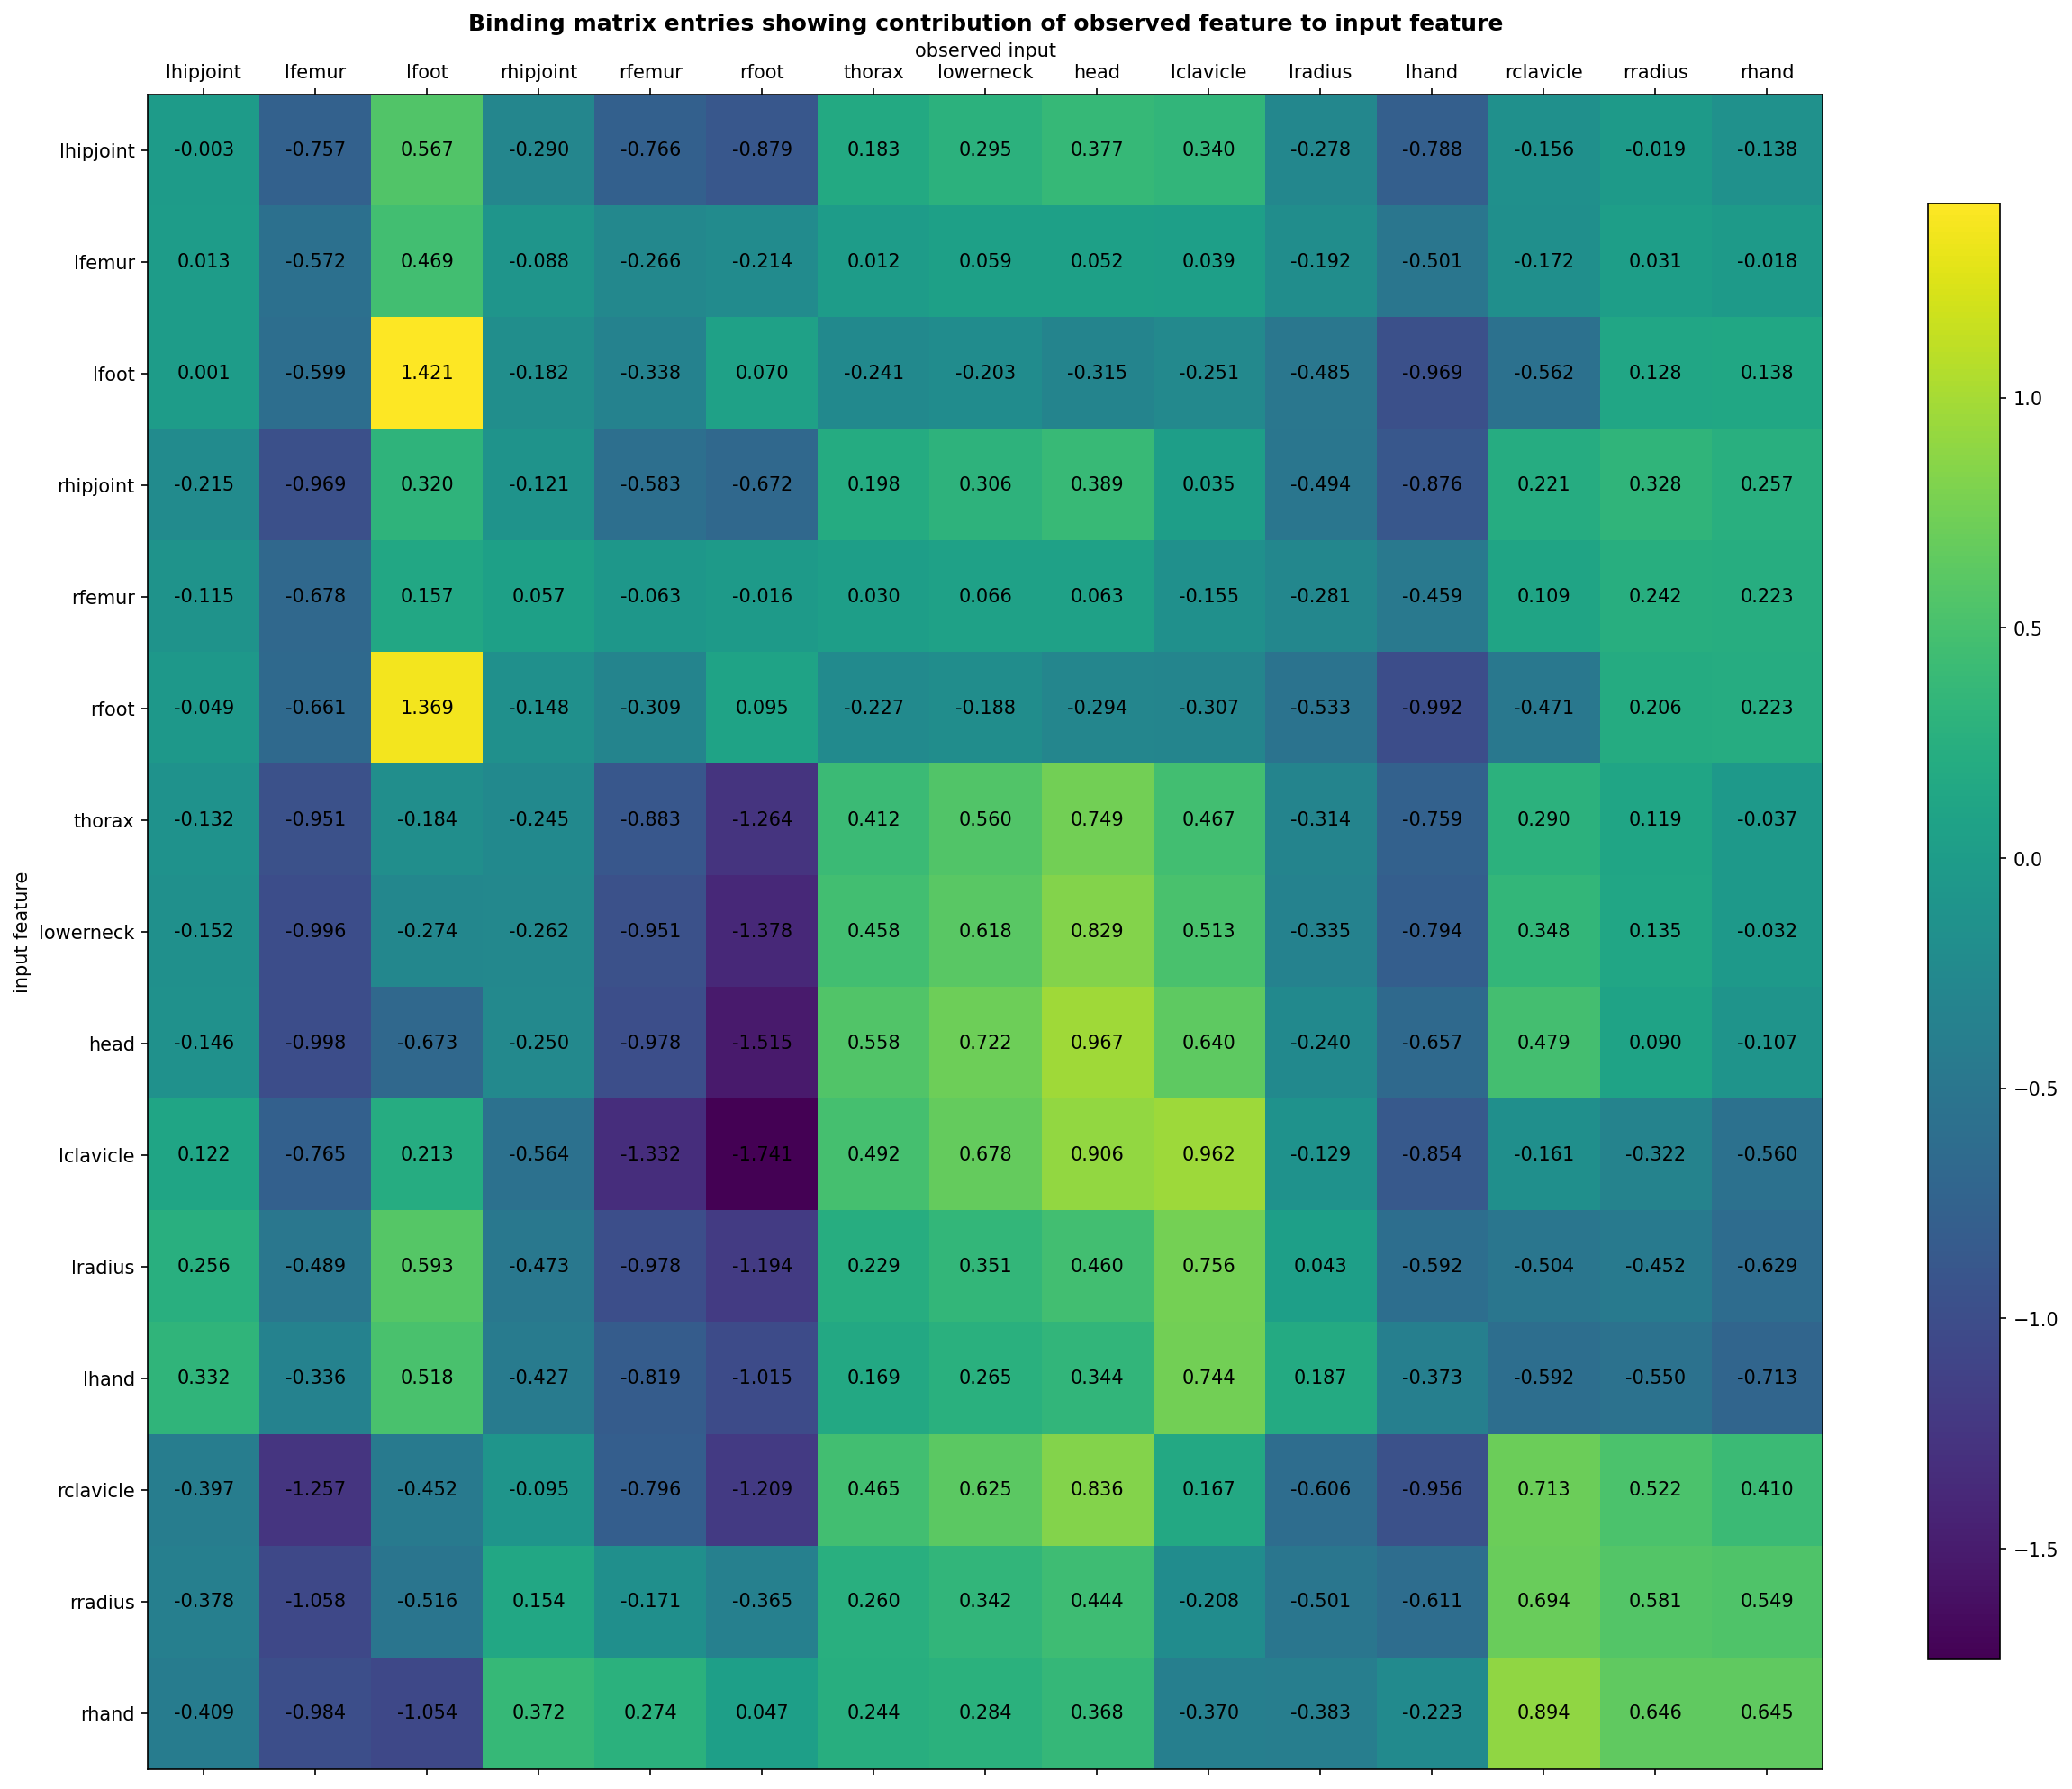 Binding matrix entries showing contribution of observed feature to input feature
observed input
lhipjoint lfemur lfoot rhipjoint rfemur rfoot thorax lowerneck head lclavicle lradius lhand rclavicle rradius rhand
lhipjoint -0.003 -0.757 0.567 -0.290 -0.766 -0.879 0.183 0.295 0.377 0.340 -0.278 -0.788 -0.156 -0.019 -0.138
lfemur 0.013 -0.572 0.469 -0.088 -0.266 -0.214 0.012 0.059 0.052 0.039 -0.192 -0.501 -0.172 0.031 -0.018
lfoot 0.001 -0.599 1.421 -0.182 -0.338 0.070 -0.241 -0.203 -0.315 -0.251 -0.485 -0.969 -0.562 0.128 0.138
rhipjoint -0.215 -0.969 0.320 -0.121 -0.583 -0.672 0.198 0.306 0.389 0.035 -0.494 -0.876 0.221 0.328 0.257
rfemur -0.115 -0.678 0.157 0.057 -0.063 -0.016 0.030 0.066 0.063 -0.155 -0.281 -0.459 0.109 0.242 0.223
rfoot -0.049 -0.661 1.369 -0.148 -0.309 0.095 -0.227 -0.188 -0.294 -0.307 -0.533 -0.992 -0.471 0.206 0.223
thorax -0.132 -0.951 -0.184 -0.245 -0.883 -1.264 0.412 0.560 0.749 0.467 -0.314 -0.759 0.290 0.119 -0.037
lowerneck -0.152 -0.996 -0.274 -0.262 -0.951 -1.378 0.458 0.618 0.829 0.513 -0.335 -0.794 0.348 0.135 -0.032
head -0.146 -0.998 -0.673 -0.250 -0.978 -1.515 0.558 0.722 0.967 0.640 -0.240 -0.657 0.479 0.090 -0.107
lclavicle 0.122 -0.765 0.213 -0.564 -1.332 -1.741 0.492 0.678 0.906 0.962 -0.129 -0.854 -0.161 -0.322 -0.560
lradius 0.256 -0.489 0.593 -0.473 -0.978 -1.194 0.229 0.351 0.460 0.756 0.043 -0.592 -0.504 -0.452 -0.629
lhand 0.332 -0.336 0.518 -0.427 -0.819 -1.015 0.169 0.265 0.344 0.744 0.187 -0.373 -0.592 -0.550 -0.713
rclavicle -0.397 -1.257 -0.452 -0.095 -0.796 -1.209 0.465 0.625 0.836 0.167 -0.606 -0.956 0.713 0.522 0.410
rradius -0.378 -1.058 -0.516 0.154 -0.171 -0.365 0.260 0.342 0.444 -0.208 -0.501 -0.611 0.694 0.581 0.549
rhand -0.409 -0.984 -1.054 0.372 0.274 0.047 0.244 0.284 0.368 -0.370 -0.383 -0.223 0.894 0.646 0.645
input feature
1.0
0.5
0.0
−0.5
−1.0
−1.5